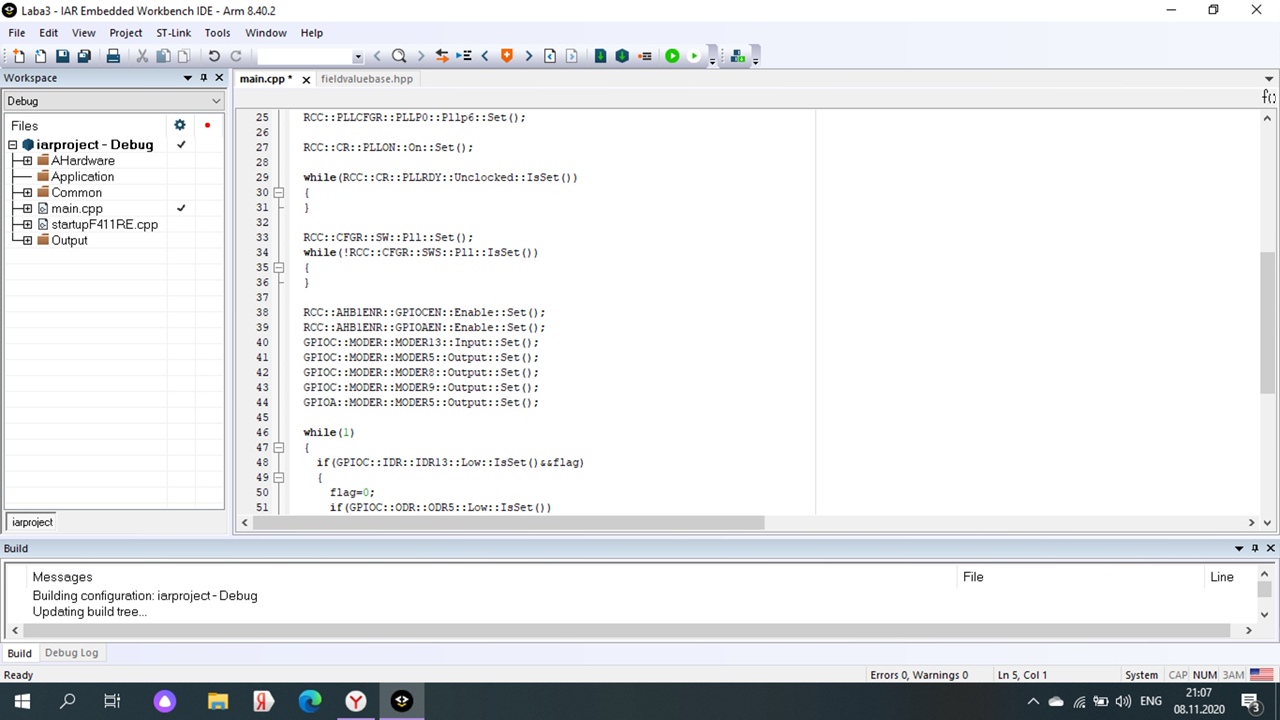 Laba3 - IAR Embedded Workbench IDE - Arm 8.40.2
File Edit View Project ST-Link Tools Window Help
Workspace
main.cpp * fieldvaluebase.hpp
Debug
f()
Files
iarproject - Debug
AHardware
Application
Common
main.cpp
startupF411RE.cpp
Output
iarproject
25 RCC::PLLCFGR::PLLP0::Pllp6::Set();
26
27 RCC::CR::PLLON::On::Set();
28
29 while(RCC::CR::PLLRDY::Unclocked::IsSet())
30 {
31 }
32
33 RCC::CFGR::SW::Pll::Set();
34 while(!RCC::CFGR::SWS::Pll::IsSet())
35 {
36 }
37
38 RCC::AHB1ENR::GPIOCEN::Enable::Set();
39 RCC::AHB1ENR::GPIOAEN::Enable::Set();
40 GPIOC::MODER::MODER13::Input::Set();
41 GPIOC::MODER::MODER5::Output::Set();
42 GPIOC::MODER::MODER8::Output::Set();
43 GPIOC::MODER::MODER9::Output::Set();
44 GPIOA::MODER::MODER5::Output::Set();
45
46 while(1)
47 {
48 if(GPIOC::IDR::IDR13::Low::IsSet()&&flag)
49 {
50 flag=0;
51 if(GPIOC::ODR::ODR5::Low::IsSet())
Build
Messages File Line
Building configuration: iarproject - Debug
Updating build tree...
Build Debug Log
Ready Errors 0, Warnings 0 Ln 5, Col 1 System CAP NUM ЗАМ
ENG 21:07
08.11.2020
3